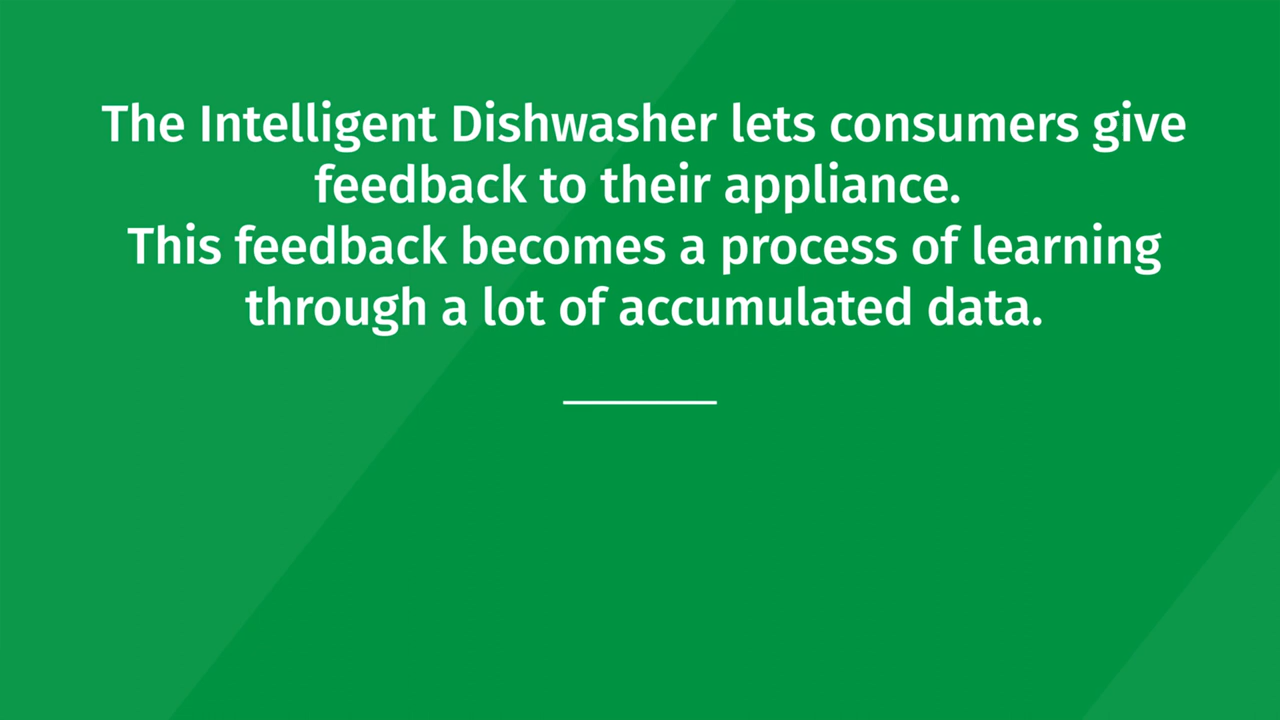 The Intelligent Dishwasher lets consumers give
feedback to their appliance.
This feedback becomes a process of learning
through a lot of accumulated data.